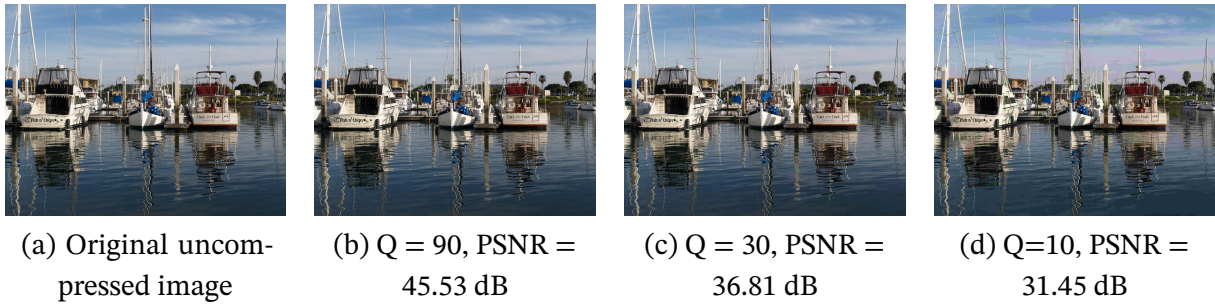 (a) Original uncom-
pressed image
(b) Q = 90, PSNR =
45.53 dB
(c) Q = 30, PSNR =
36.81 dB
(d) Q=10, PSNR =
31.45 dB